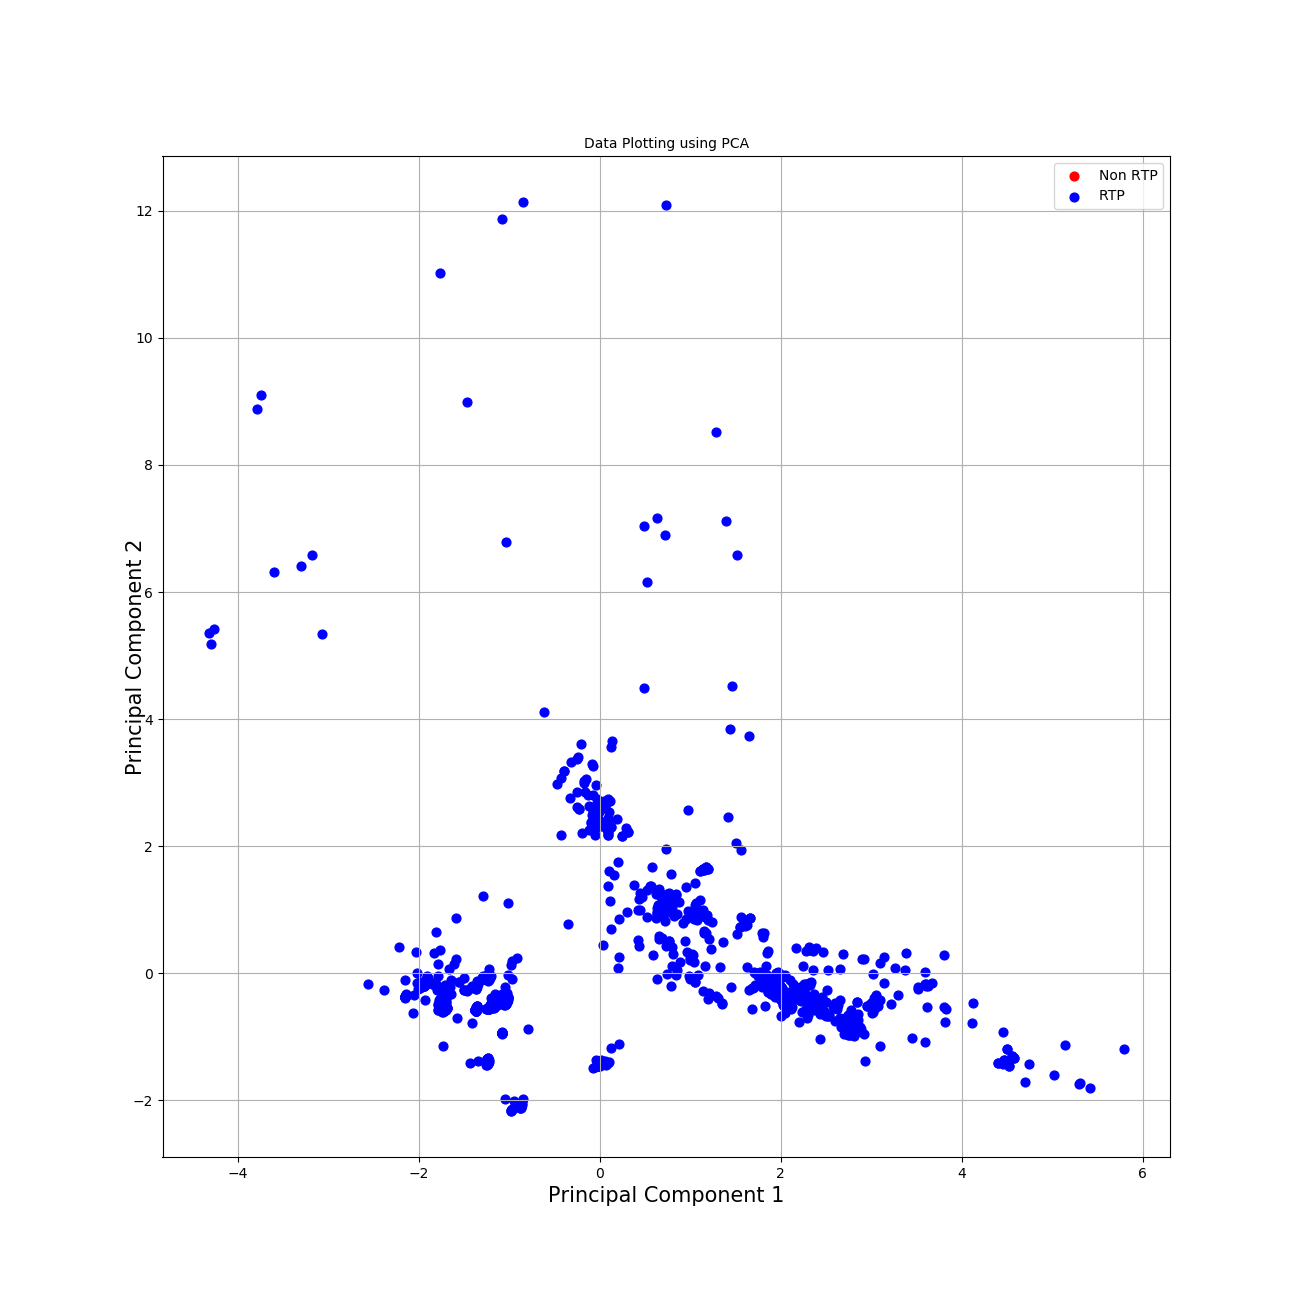 Data Plotting using PCA
Non RTP
RTP
12
10
8
6
4
2
0
−2
Principal Component 2
−4
−2
0
2
4
6
Principal Component 1